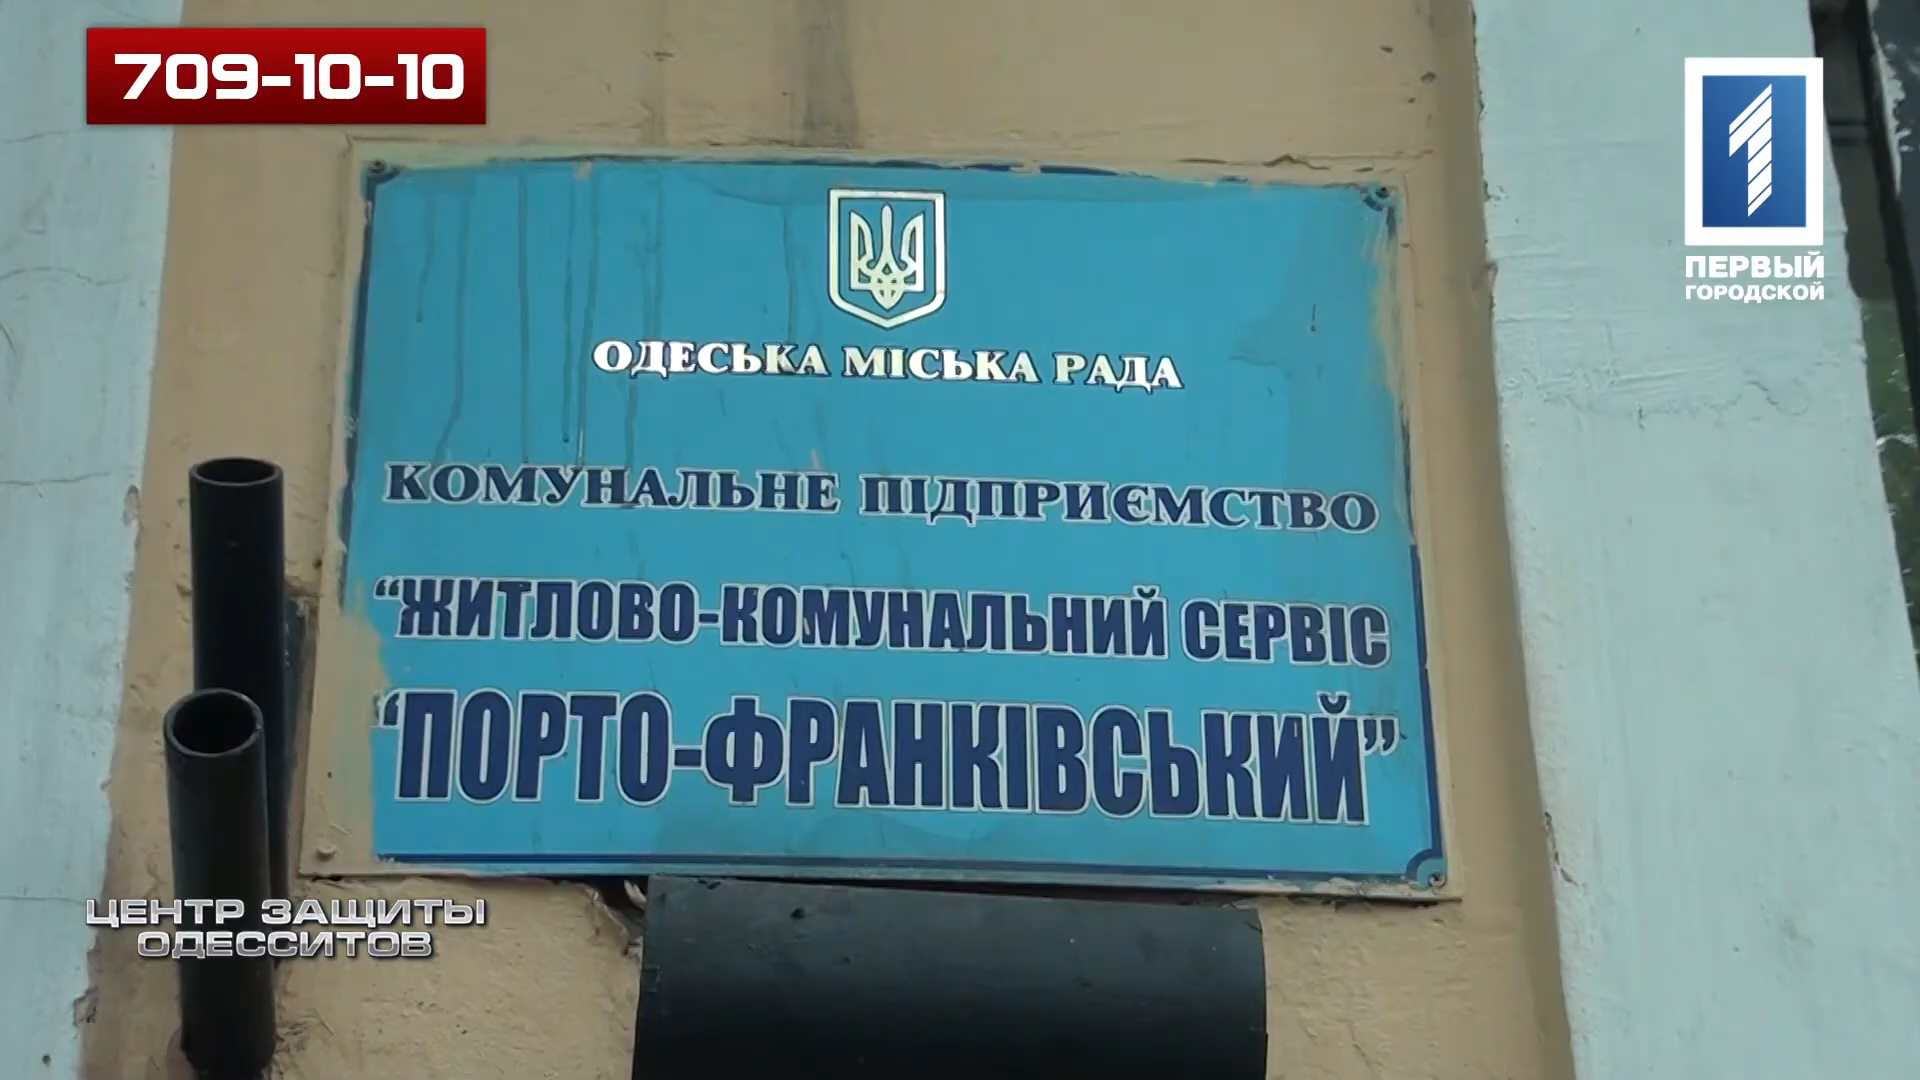 709-10-10
ПЕРВЫЙ
ГОРОДСКОЙ
ОДЕСЬКА МІСЬКА РАДА
КОМУНАЛЬНЕ ПІДПРИЄМСТВО
“ЖИТЛОВО-КОМУНАЛЬНИЙ СЕРВІС
“ПОРТО-ФРАНКІВСЬКИЙ”
ЦЕНТР ЗАЩИТЫ
ОДЕССИТОВ